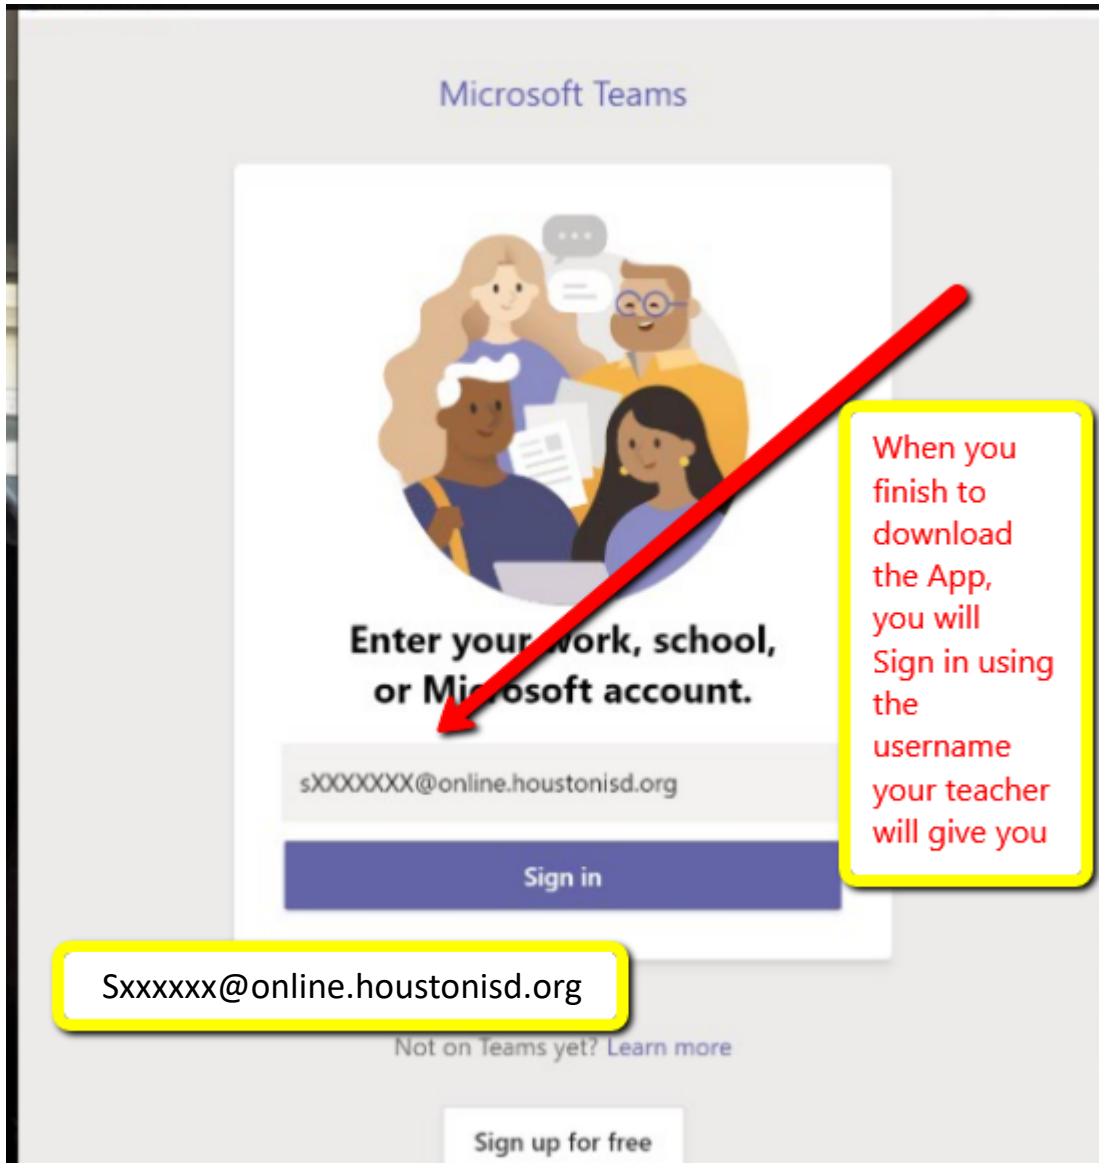 Microsoft Teams
Enter your work, school,
or Microsoft account.
sXXXXXXX@online.houstonisd.org
Sign in
When you
finish to
download
the App,
you will
Sign in using
the
username
your teacher
will give you
Sxxxxxx@online.houstonisd.org
Not on Teams yet? Learn more
Sign up for free